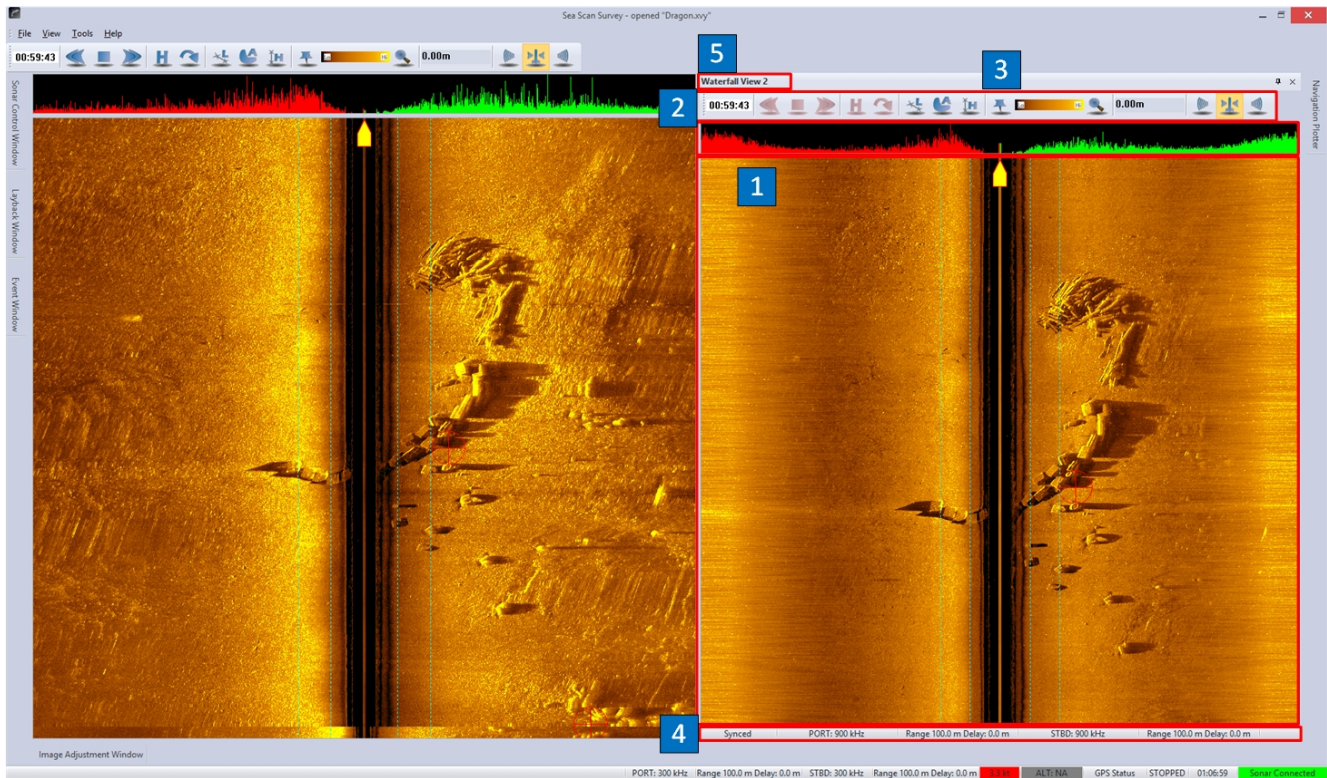 Sea Scan Survey - opened "Dragon.xvy"
File View Tools Help
00:59:43 0.00m
5
3
Waterfall View 2
2
00:59:43 0.00m
1
Sonar Control Window
Layback Window
Event Window
Navigation Plotter
4
Synced PORT: 900 kHz Range 100.0 m Delay: 0.0 m STBD: 900 kHz Range 100.0 m Delay: 0.0 m
Image Adjustment Window
PORT: 300 kHz Range 100.0 m Delay: 0.0 m STBD: 300 kHz Range 100.0 m Delay: 0.0 m ALT: NA GPS Status STOPPED 01:06:59 Sonar Connected